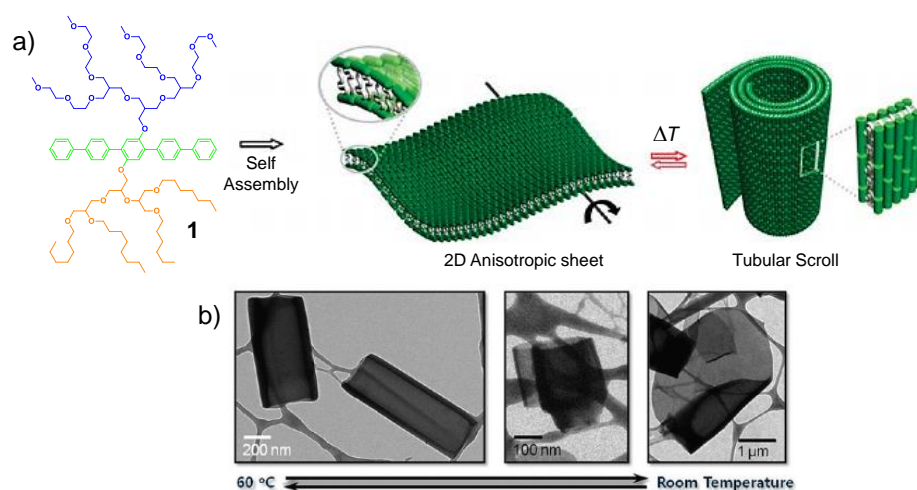 a)
Self
Assembly
ΔT
1
2D Anisotropic sheet
Tubular Scroll
b)
200 nm
100 nm
1 μm
60 °C
Room Temperature